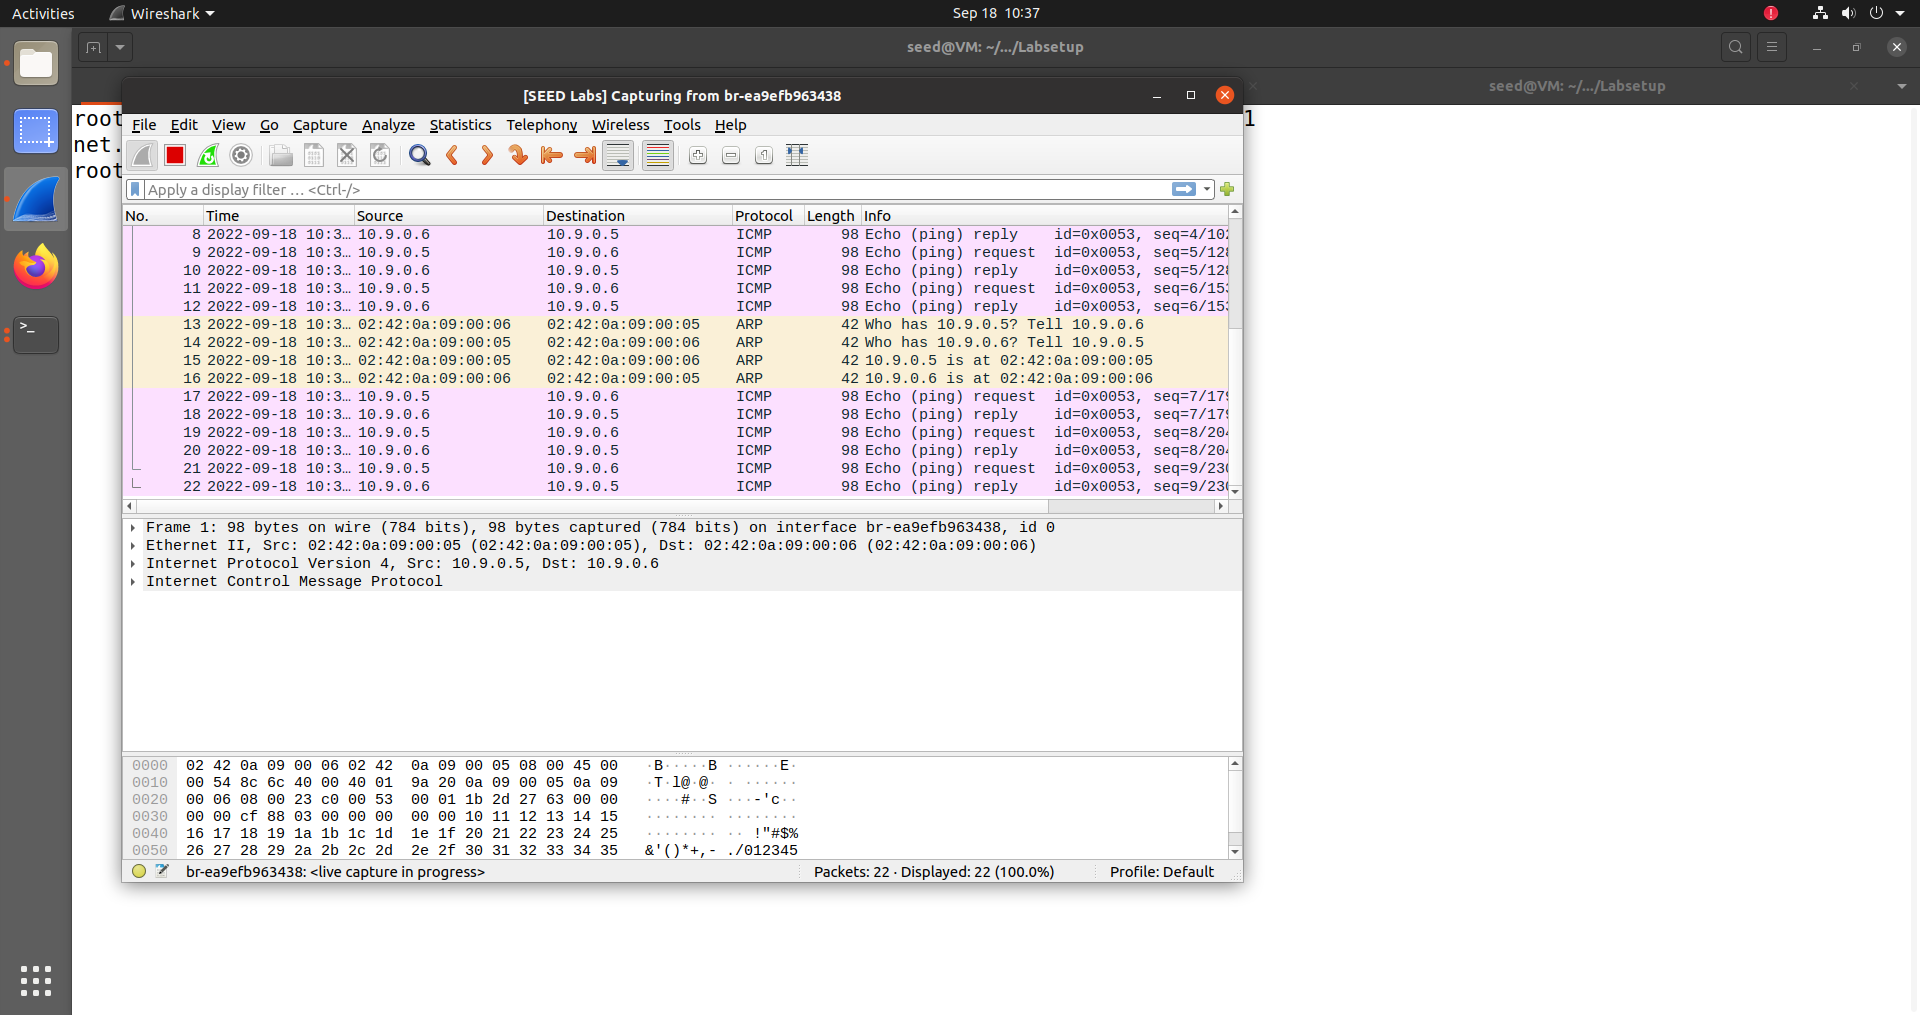 Activities Wireshark Sep 18 10:37
seed@VM: ~/.../Labsetup
seed@VM: ~/.../Labsetup
[SEED Labs] Capturing from br-ea9efb963438
root 1
net.
root
File Edit View Go Capture Analyze Statistics Telephony Wireless Tools Help
Apply a display filter … <Ctrl-/>
No. Time Source Destination Protocol Length Info
8 2022-09-18 10:3… 10.9.0.6 10.9.0.5 ICMP 98 Echo (ping) reply id=0x0053, seq=4/102
9 2022-09-18 10:3… 10.9.0.5 10.9.0.6 ICMP 98 Echo (ping) request id=0x0053, seq=5/128
10 2022-09-18 10:3… 10.9.0.6 10.9.0.5 ICMP 98 Echo (ping) reply id=0x0053, seq=5/128
11 2022-09-18 10:3… 10.9.0.5 10.9.0.6 ICMP 98 Echo (ping) request id=0x0053, seq=6/153
12 2022-09-18 10:3… 10.9.0.6 10.9.0.5 ICMP 98 Echo (ping) reply id=0x0053, seq=6/153
13 2022-09-18 10:3… 02:42:0a:09:00:06 02:42:0a:09:00:05 ARP 42 Who has 10.9.0.5? Tell 10.9.0.6
14 2022-09-18 10:3… 02:42:0a:09:00:05 02:42:0a:09:00:06 ARP 42 Who has 10.9.0.6? Tell 10.9.0.5
15 2022-09-18 10:3… 02:42:0a:09:00:05 02:42:0a:09:00:06 ARP 42 10.9.0.5 is at 02:42:0a:09:00:05
16 2022-09-18 10:3… 02:42:0a:09:00:06 02:42:0a:09:00:05 ARP 42 10.9.0.6 is at 02:42:0a:09:00:06
17 2022-09-18 10:3… 10.9.0.5 10.9.0.6 ICMP 98 Echo (ping) request id=0x0053, seq=7/179
18 2022-09-18 10:3… 10.9.0.6 10.9.0.5 ICMP 98 Echo (ping) reply id=0x0053, seq=7/179
19 2022-09-18 10:3… 10.9.0.5 10.9.0.6 ICMP 98 Echo (ping) request id=0x0053, seq=8/204
20 2022-09-18 10:3… 10.9.0.6 10.9.0.5 ICMP 98 Echo (ping) reply id=0x0053, seq=8/204
21 2022-09-18 10:3… 10.9.0.5 10.9.0.6 ICMP 98 Echo (ping) request id=0x0053, seq=9/230
22 2022-09-18 10:3… 10.9.0.6 10.9.0.5 ICMP 98 Echo (ping) reply id=0x0053, seq=9/230
Frame 1: 98 bytes on wire (784 bits), 98 bytes captured (784 bits) on interface br-ea9efb963438, id 0
Ethernet II, Src: 02:42:0a:09:00:05 (02:42:0a:09:00:05), Dst: 02:42:0a:09:00:06 (02:42:0a:09:00:06)
Internet Protocol Version 4, Src: 10.9.0.5, Dst: 10.9.0.6
Internet Control Message Protocol
0000 02 42 0a 09 00 06 02 42 0a 09 00 05 08 00 45 00 ·B·····B ······E·
0010 00 54 8c 6c 40 00 40 01 9a 20 0a 09 00 05 0a 09 ·T·l@·@· · ······
0020 00 06 08 00 23 c0 00 53 00 01 1b 2d 27 63 00 00 ····#··S ···-'c··
0030 00 00 cf 88 03 00 00 00 00 00 10 11 12 13 14 15 ········ ········
0040 16 17 18 19 1a 1b 1c 1d 1e 1f 20 21 22 23 24 25 ········ ·· !"#$%
0050 26 27 28 29 2a 2b 2c 2d 2e 2f 30 31 32 33 34 35 &'()*+,- ./012345
br-ea9efb963438: <live capture in progress> Packets: 22 · Displayed: 22 (100.0%) Profile: Default